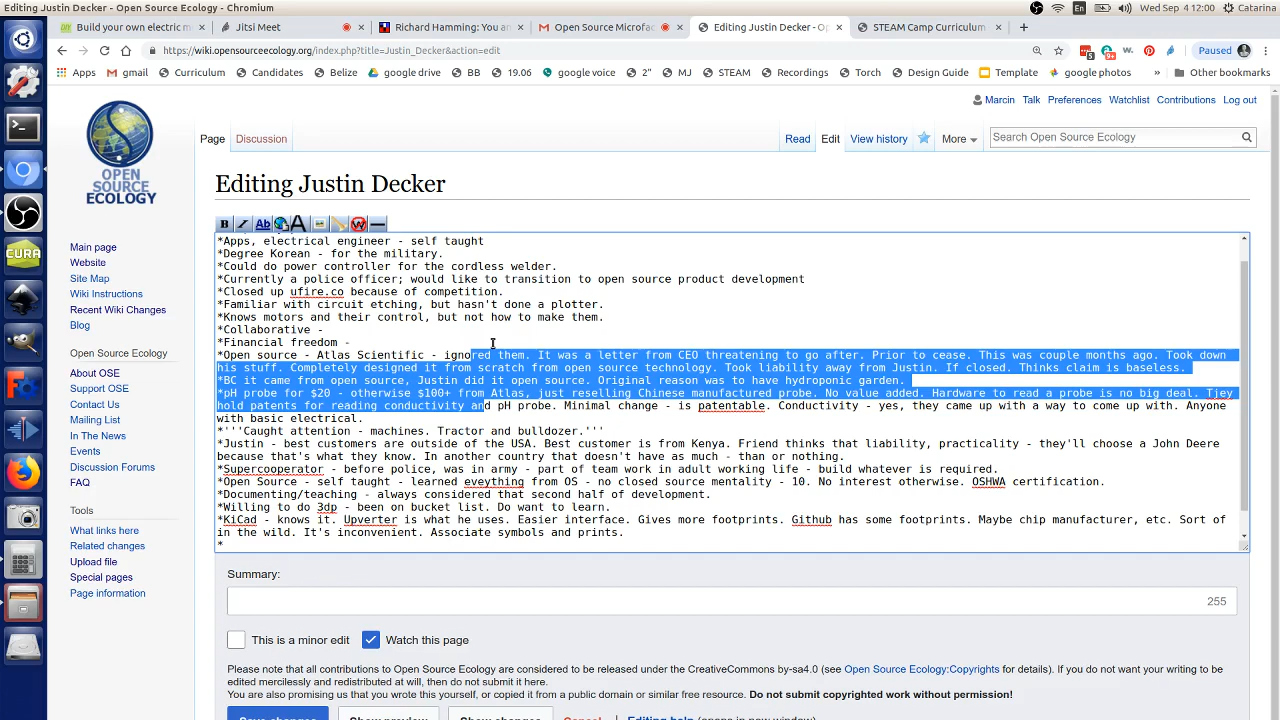 Editing Justin Decker - Open Source Ecology - Chromium
En
Wed Sep 4 12:00
Catarina
Build your own electric m
Jitsi Meet
Richard Hamming: You an
Open Source Microfac
Editing Justin Decker - Op
STEAM Camp Curriculum
https://wiki.opensourceecology.org/index.php?title=Justin_Decker&action=edit
Paused
Apps
gmail
Curriculum
Candidates
Belize
google drive
BB
19.06
google voice
2"
MJ
STEAM
Recordings
Torch
Design Guide
Template
google photos
»
Other bookmarks
Marcin
Talk
Preferences
Watchlist
Contributions
Log out
OPEN
SOURCE
ECOLOGY
Page
Discussion
Read
Edit
View history
More
Search Open Source Ecology
Editing Justin Decker
Main page
Website
Site Map
Wiki Instructions
Recent Wiki Changes
Blog
Open Source Ecology
About OSE
Support OSE
Contact Us
Mailing List
In The News
Events
Discussion Forums
FAQ
Tools
What links here
Related changes
Upload file
Special pages
Page information
CURA
B I Ab A W
*Apps, electrical engineer - self taught
*Degree Korean - for the military.
*Could do power controller for the cordless welder.
*Currently a police officer; would like to transition to open source product development
*Closed up ufire.co because of competition.
*Familiar with circuit etching, but hasn't done a plotter.
*Knows motors and their control, but not how to make them.
*Collaborative -
*Financial freedom -
*Open source - Atlas Scientific - ignored them. It was a letter from CEO threatening to go after. Prior to cease. This was couple months ago. Took down
his stuff. Completely designed it from scratch from open source technology. Took liability away from Justin. If closed. Thinks claim is baseless.
*BC it came from open source, Justin did it open source. Original reason was to have hydroponic garden.
*pH probe for $20 - otherwise $100+ from Atlas, just reselling Chinese manufactured probe. No value added. Hardware to read a probe is no big deal. Tjey
hold patents for reading conductivity and pH probe. Minimal change - is patentable. Conductivity - yes, they came up with a way to come up with. Anyone
with basic electrical.
*'''Caught attention - machines. Tractor and bulldozer.'''
*Justin - best customers are outside of the USA. Best customer is from Kenya. Friend thinks that liability, practicality - they'll choose a John Deere
because that's what they know. In another country that doesn't have as much - than or nothing.
*Supercooperator - before police, was in army - part of team work in adult working life - build whatever is required.
*Open Source - self taught - learned eveything from OS - no closed source mentality - 10. No interest otherwise. OSHWA certification.
*Documenting/teaching - always considered that second half of development.
*Willing to do 3dp - been on bucket list. Do want to learn.
*KiCad - knows it. Upverter is what he uses. Easier interface. Gives more footprints. Github has some footprints. Maybe chip manufacturer, etc. Sort of
in the wild. It's inconvenient. Associate symbols and prints.
*
Summary:
255
This is a minor edit
Watch this page
Please note that all contributions to Open Source Ecology are considered to be released under the CreativeCommons by-sa4.0 (see Open Source Ecology:Copyrights for details). If you do not want your writing to be
edited mercilessly and redistributed at will, then do not submit it here.
You are also promising us that you wrote this yourself, or copied it from a public domain or similar free resource. Do not submit copyrighted work without permission!
Save changes
Show preview
Show changes
Cancel
Editing help (opens in new window)